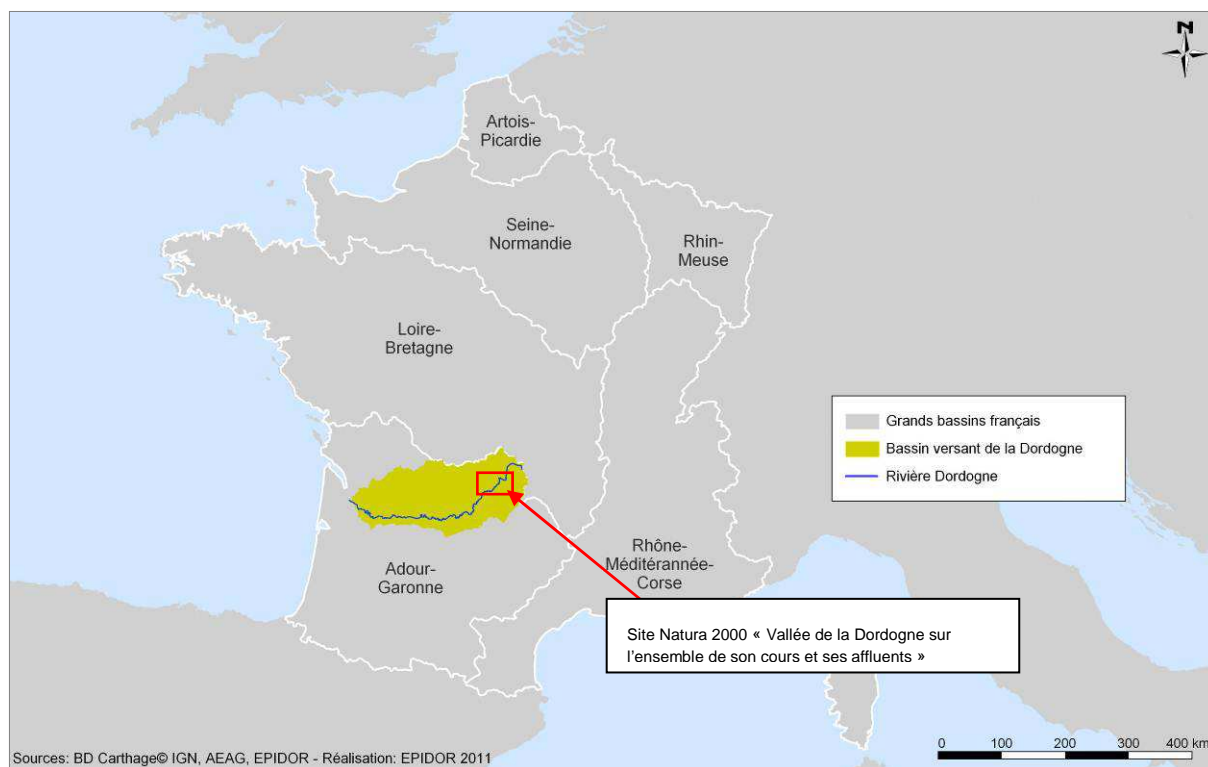 N
Artois-
Picardie
Seine-
Normandie
Rhin-
Meuse
Loire-
Bretagne
Grands bassins français
Bassin versant de la Dordogne
Rivière Dordogne
Adour-
Garonne
Rhône-
Méditérannée-
Corse
Site Natura 2000 « Vallée de la Dordogne sur
l'ensemble de son cours et ses affluents »
0 100 200 300 400 km
Sources: BD Carthage© IGN, AEAG, EPIDOR - Réalisation: EPIDOR 2011